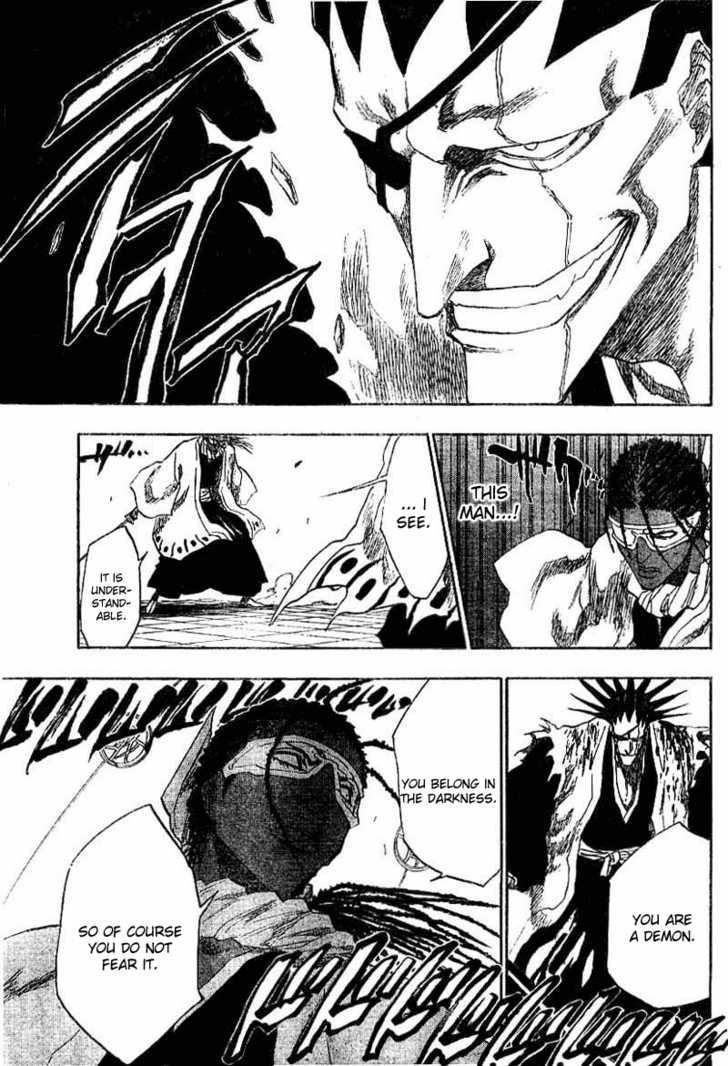 THIS
MAN...!
... I
SEE.
IT IS
UNDER-
STAND-
ABLE.
YOU ARE
A DEMON.
YOU BELONG IN
THE DARKNESS.
SO OF COURSE
YOU DO NOT
FEAR IT.